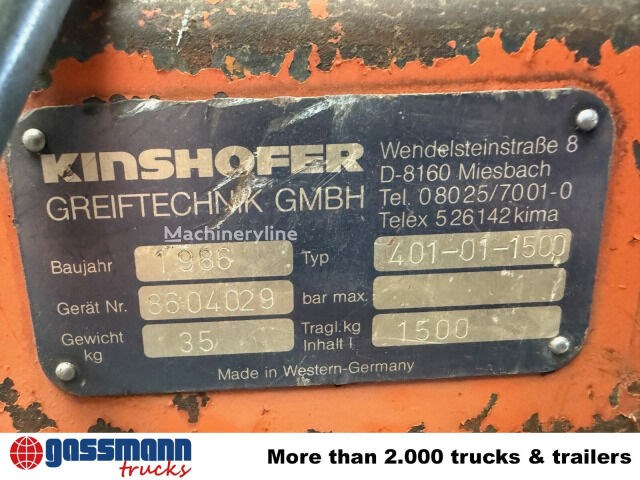 KINSHOFER
GREIFTECHNIK GMBH
Wendelsteinstraße 8
D-8160 Miesbach
Tel. 08025/7001-0
Telex 526142 kima
Machineryline
Baujahr 1986 Typ 401-01-1500
Gerät Nr. 8604029 bar max.
Gewicht kg 35 Tragl.kg Inhalt l 1500
Made in Western-Germany
gassmann trucks
More than 2.000 trucks & trailers